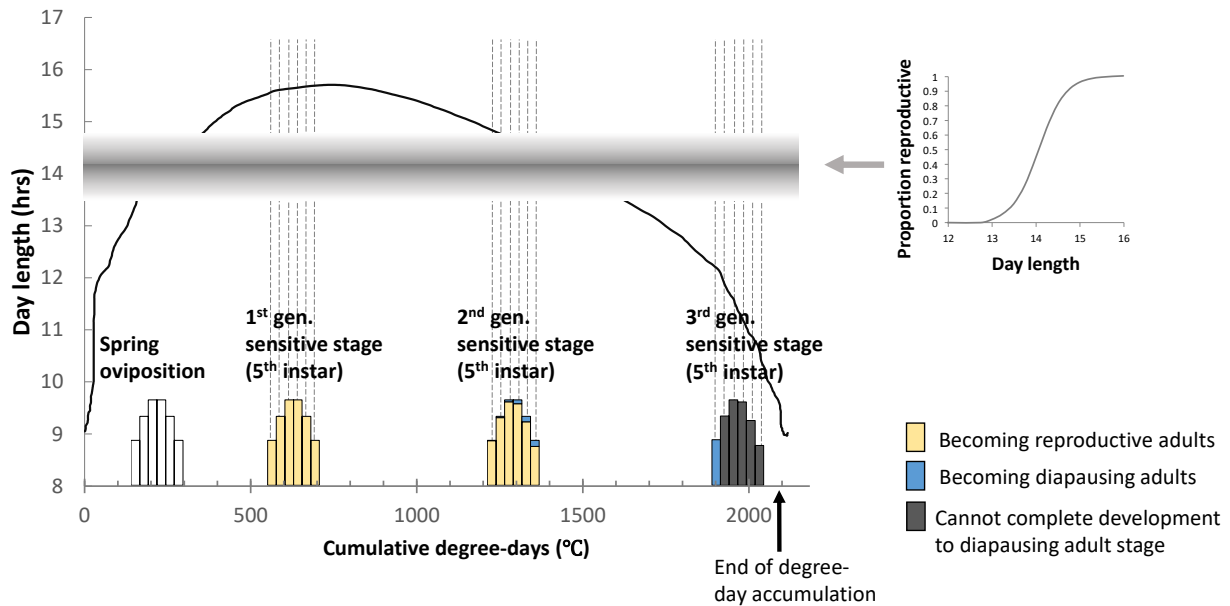 17
16
15
14
13
12
11
10
9
8
Day length (hrs)
0
500
1000
1500
2000
Cumulative degree-days (℃)
Spring
oviposition
1st gen.
sensitive stage
(5th instar)
2nd gen.
sensitive stage
(5th instar)
3rd gen.
sensitive stage
(5th instar)
End of degree-
day accumulation
Proportion reproductive
1
0.9
0.8
0.7
0.6
0.5
0.4
0.3
0.2
0.1
0
12
13
14
15
16
Day length
Becoming reproductive adults
Becoming diapausing adults
Cannot complete development
to diapausing adult stage